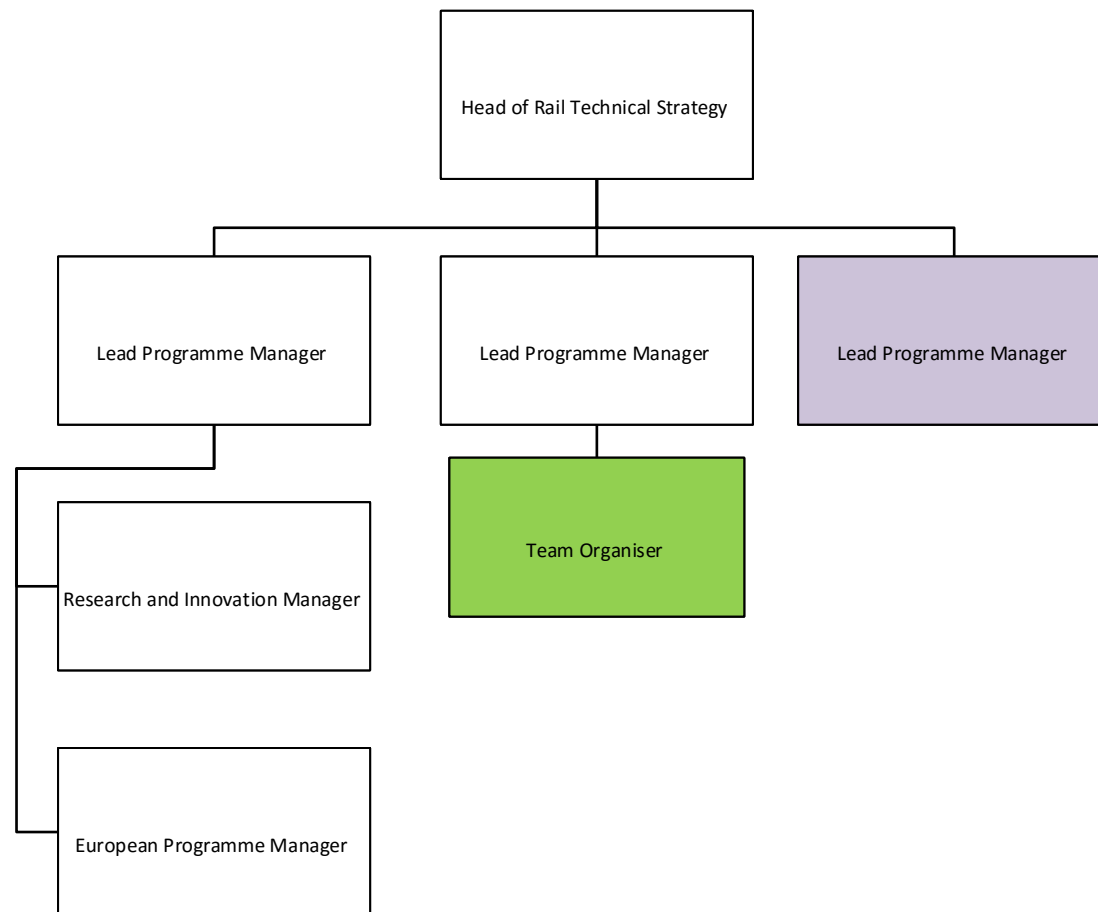 Head of Rail Technical Strategy
Lead Programme Manager
Lead Programme Manager
Lead Programme Manager
Team Organiser
Research and Innovation Manager
European Programme Manager